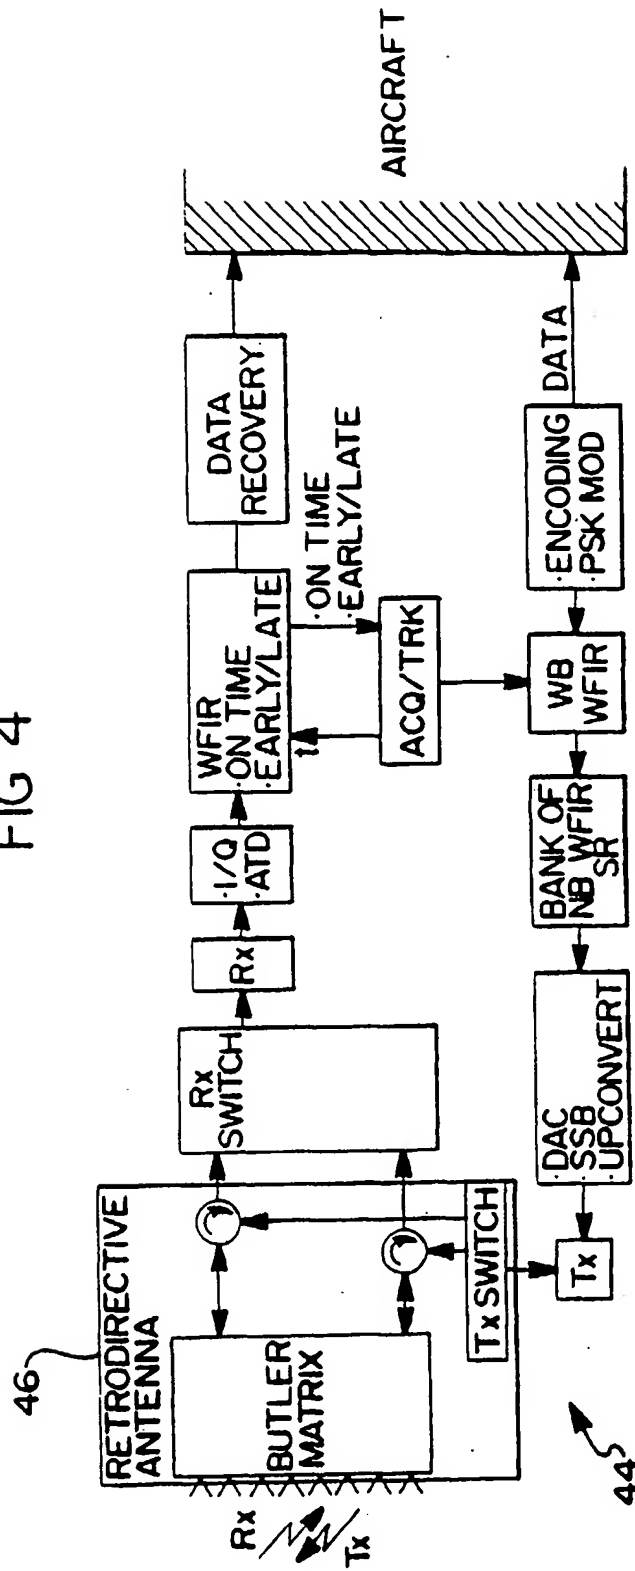 FIG 4
46
RETRODIRECTIVE
ANTENNA
Rx
Tx
BUTLER
MATRIX
Rx
SWITCH
Rx
·I/Q
·ATD
WFIR
·ON TIME
·EARLY/LATE
t
·ON TIME
·EARLY/LATE
ACQ/TRK
DATA
RECOVERY
AIRCRAFT
Tx SWITCH
Tx
·DAC
·SSB
·UPCONVERT
BANK OF
NB WFIR
SR
WB
WFIR
·ENCODING
·PSK MOD
DATA
44